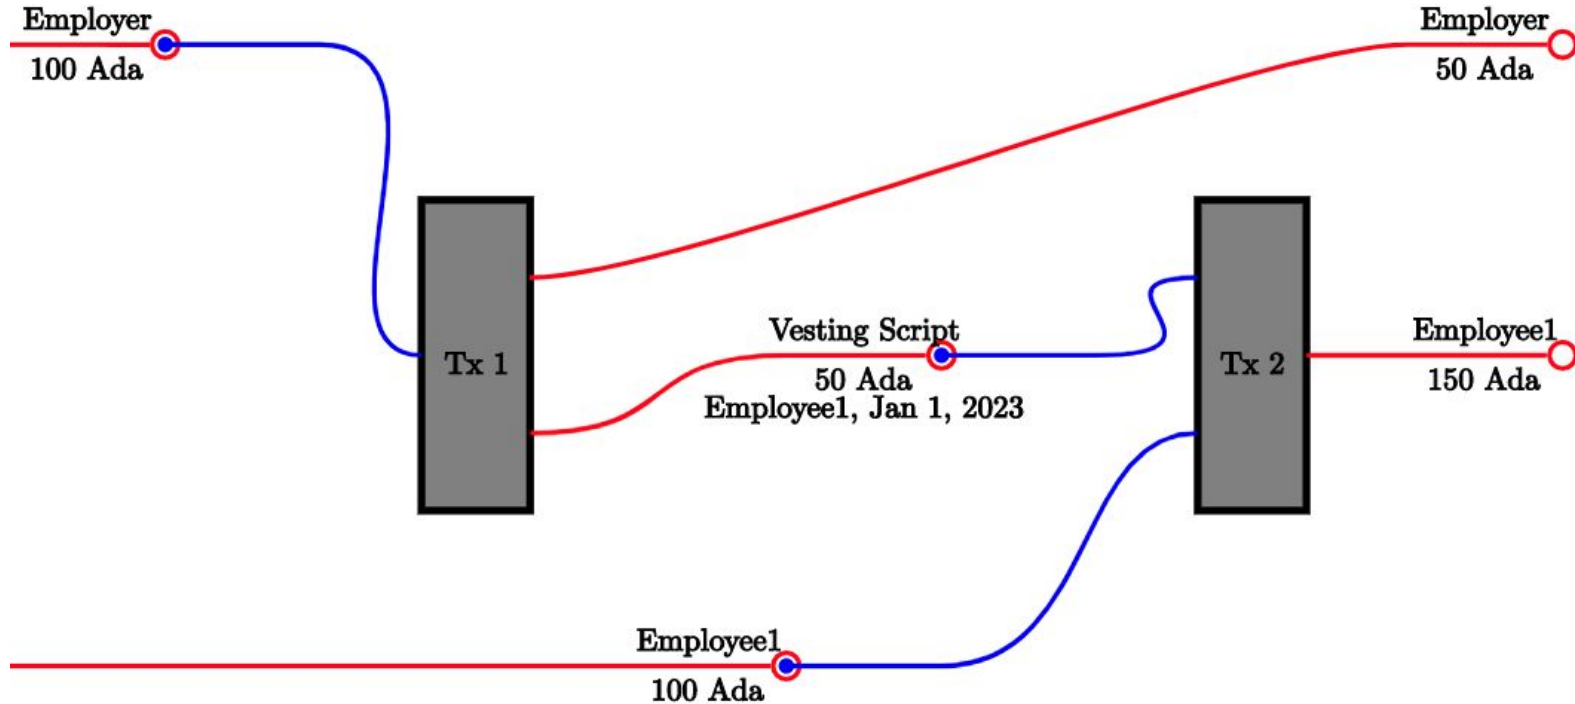 Employer
100 Ada
Employer
50 Ada
Tx 1
Vesting Script
50 Ada
Employee1, Jan 1, 2023
Tx 2
Employee1
150 Ada
Employee1
100 Ada